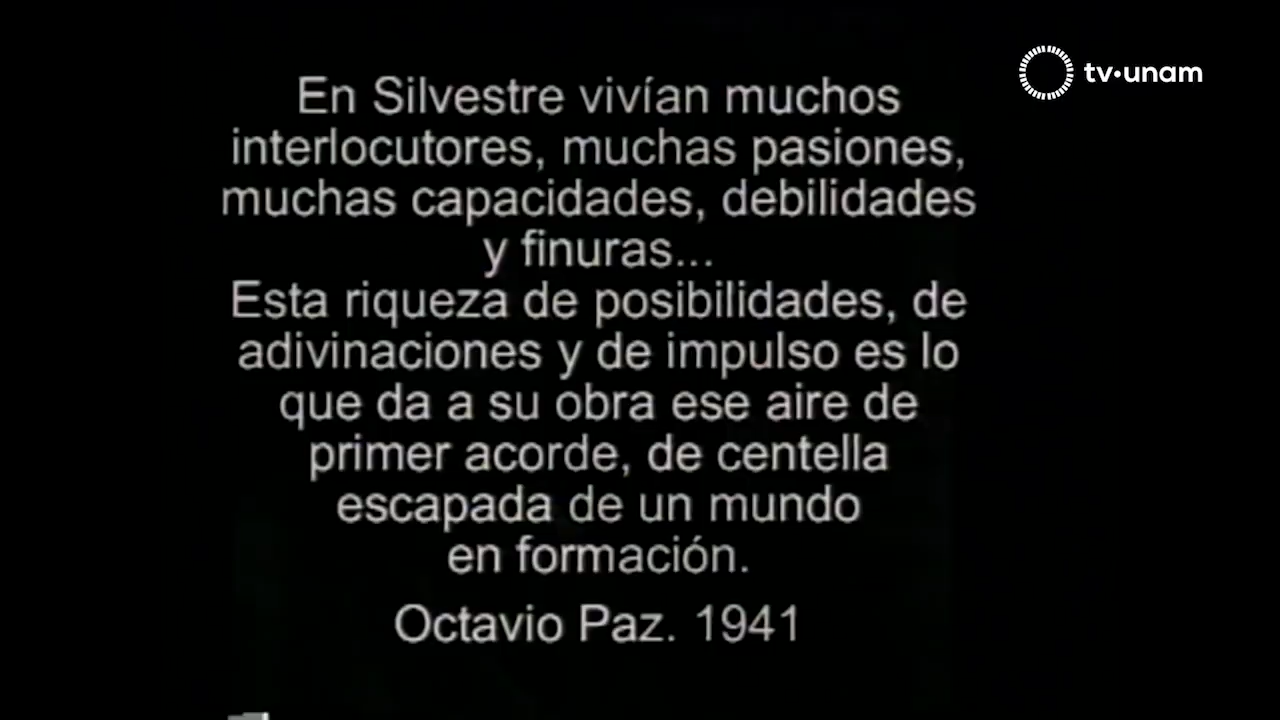 tv·unam
En Silvestre vivían muchos
interlocutores, muchas pasiones,
muchas capacidades, debilidades
y finuras...
Esta riqueza de posibilidades, de
adivinaciones y de impulso es lo
que da a su obra ese aire de
primer acorde, de centella
escapada de un mundo
en formación.
Octavio Paz. 1941